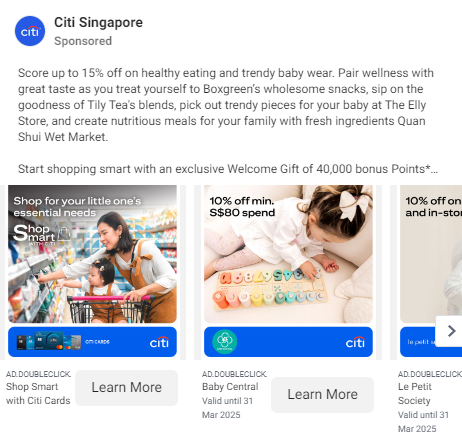 Citi Singapore
Sponsored
Score up to 15% off on healthy eating and trendy baby wear. Pair wellness with
great taste as you treat yourself to Boxgreen's wholesome snacks, sip on the
goodness of Tily Tea's blends, pick out trendy pieces for your baby at The Elly
Store, and create nutritious meals for your family with fresh ingredients Quan
Shui Wet Market.
Start shopping smart with an exclusive Welcome Gift of 40,000 bonus Points*...
Shop for your little one's
essential needs
Shop
Smart
WITH CITI
CITI CARDS
citi
10% off min.
S$80 spend
citi
10% off on
and in-stor
le petit s
AD.DOUBLECLICK.
Shop Smart
with Citi Cards
Learn More
AD.DOUBLECLICK.
Baby Central
Valid until 31
Mar 2025
Learn More
AD.DOUBLECLICK.
Le Petit
Society
Valid until 31
Mar 2025